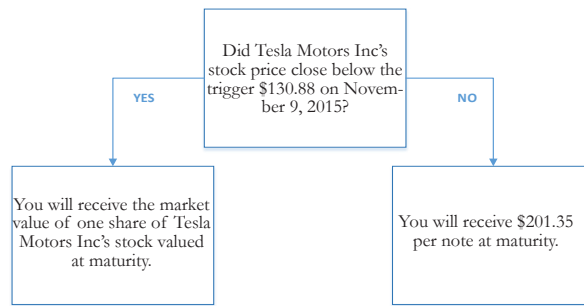 Did Tesla Motors Inc's
stock price close below the
trigger $130.88 on Novem-
ber 9, 2015?
YES
NO
You will receive the market
value of one share of Tesla
Motors Inc's stock valued
at maturity.
You will receive $201.35
per note at maturity.